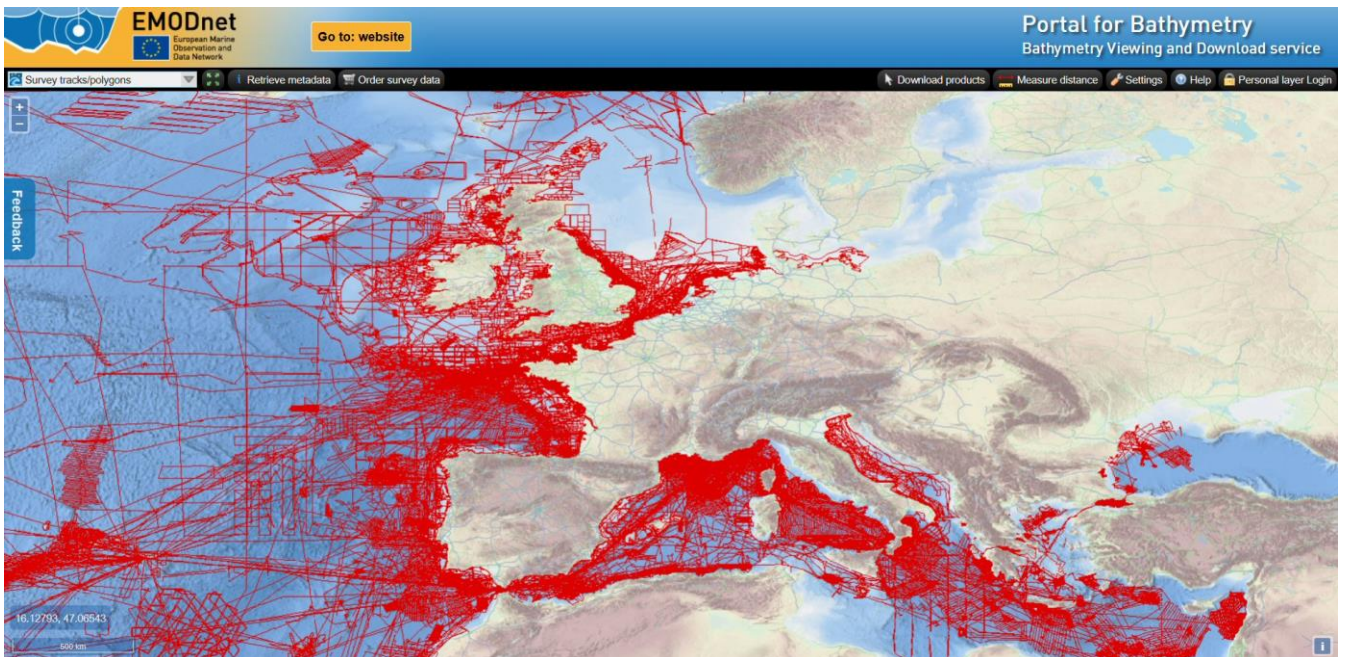 EMODnet
European Marine
Observation and
Data Network
Go to: website
Portal for Bathymetry
Bathymetry Viewing and Download service
Survey tracks/polygons
i Retrieve metadata
Order survey data
Download products
Measure distance
Settings
Help
Personal layer Login
+
−
Feedback
16.12793, 47.06543
500 km
i